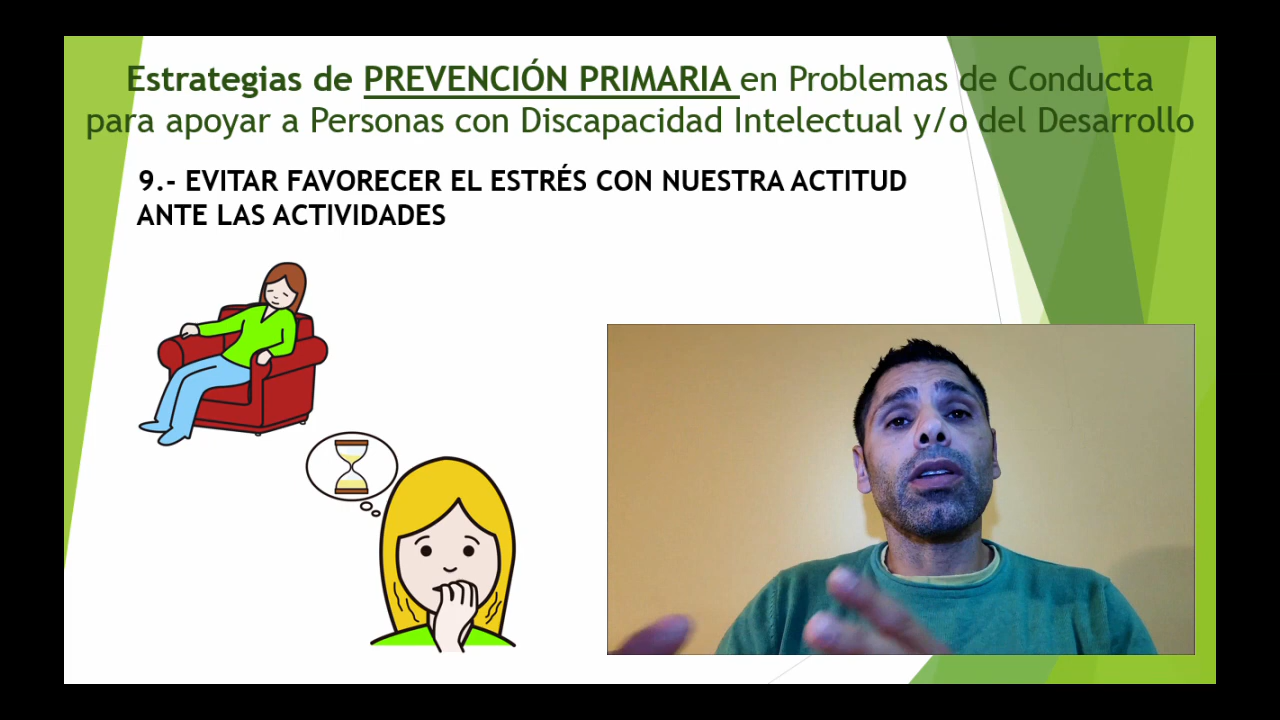 Estrategias de PREVENCIÓN PRIMARIA en Problemas de Conducta
para apoyar a Personas con Discapacidad Intelectual y/o del Desarrollo
9.- EVITAR FAVORECER EL ESTRÉS CON NUESTRA ACTITUD
ANTE LAS ACTIVIDADES